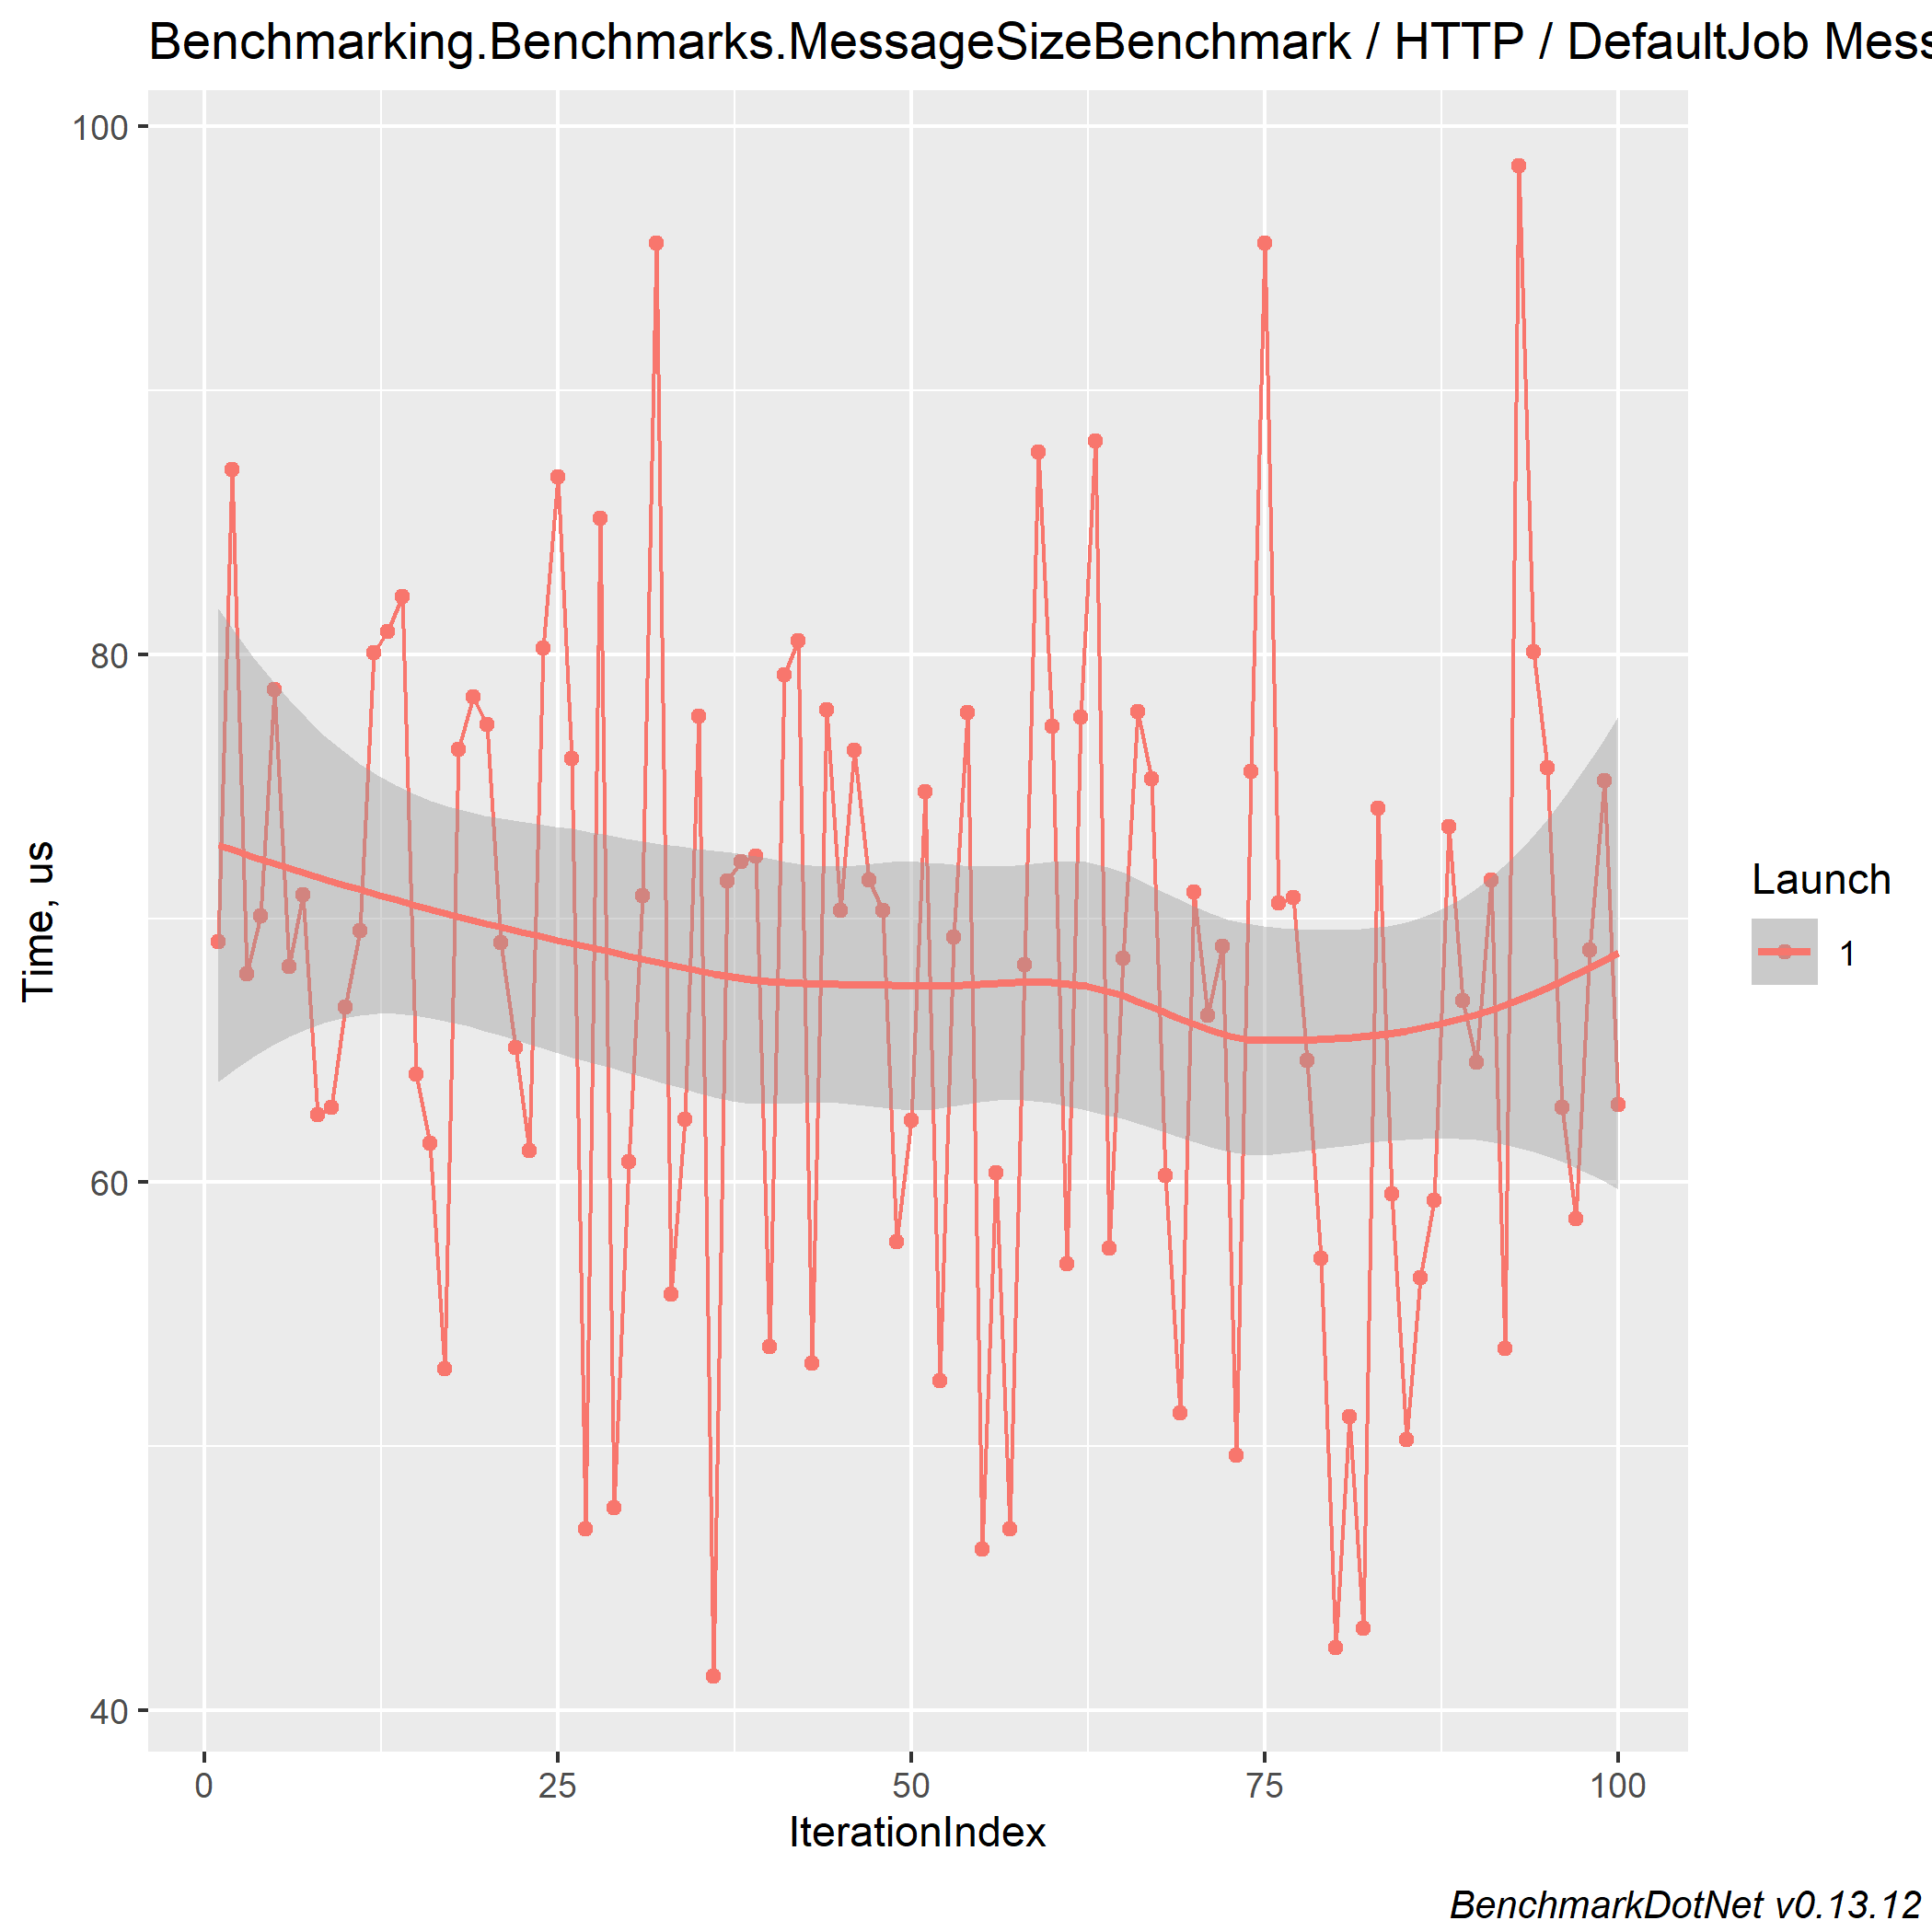 Benchmarking.Benchmarks.MessageSizeBenchmark / HTTP / DefaultJob Mess
100
80
60
40
Time, us
0 25 50 75 100
IterationIndex
Launch
1
BenchmarkDotNet v0.13.12